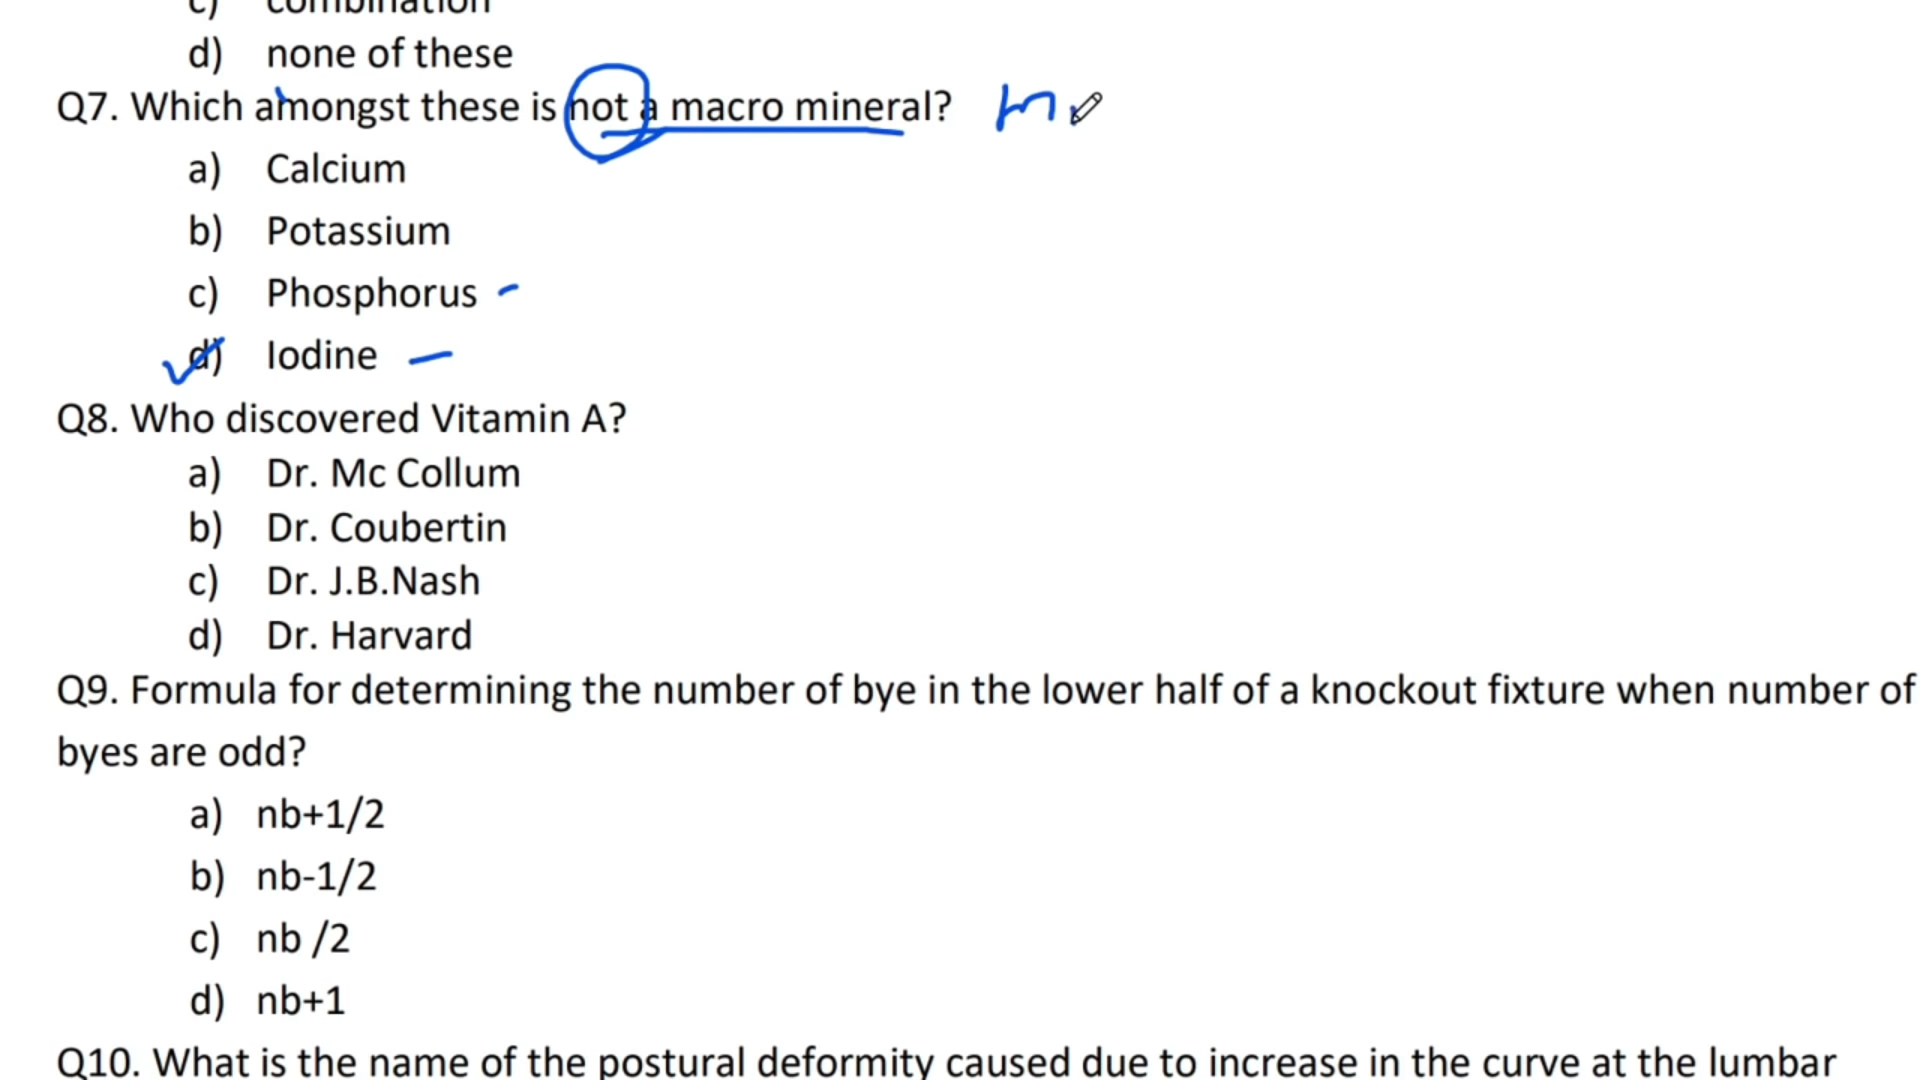 c) combination
d) none of these
Q7. Which amongst these is not a macro mineral? m
a) Calcium
b) Potassium
c) Phosphorus
d) Iodine
Q8. Who discovered Vitamin A?
a) Dr. Mc Collum
b) Dr. Coubertin
c) Dr. J.B.Nash
d) Dr. Harvard
Q9. Formula for determining the number of bye in the lower half of a knockout fixture when number of
byes are odd?
a) nb+1/2
b) nb-1/2
c) nb /2
d) nb+1
Q10. What is the name of the postural deformity caused due to increase in the curve at the lumbar